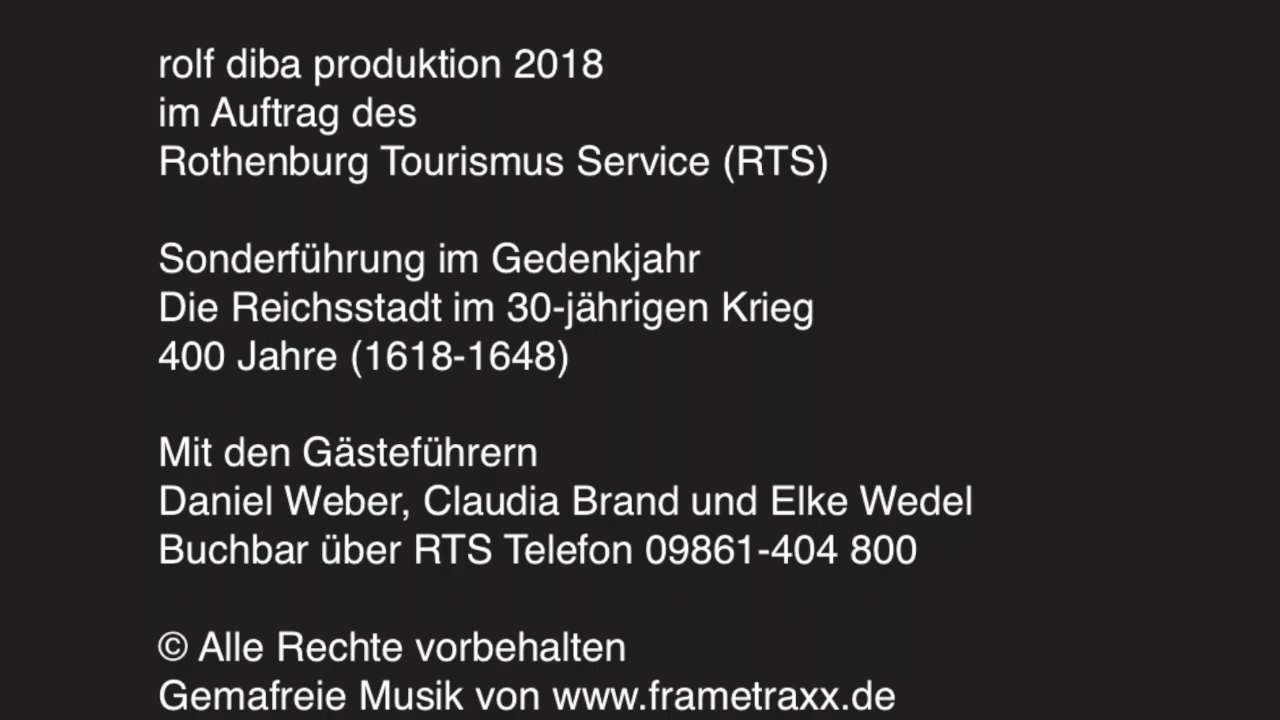 rolf diba produktion 2018
im Auftrag des
Rothenburg Tourismus Service (RTS)
Sonderführung im Gedenkjahr
Die Reichsstadt im 30-jährigen Krieg
400 Jahre (1618-1648)
Mit den Gästeführern
Daniel Weber, Claudia Brand und Elke Wedel
Buchbar über RTS Telefon 09861-404 800
© Alle Rechte vorbehalten
Gemafreie Musik von www.frametraxx.de